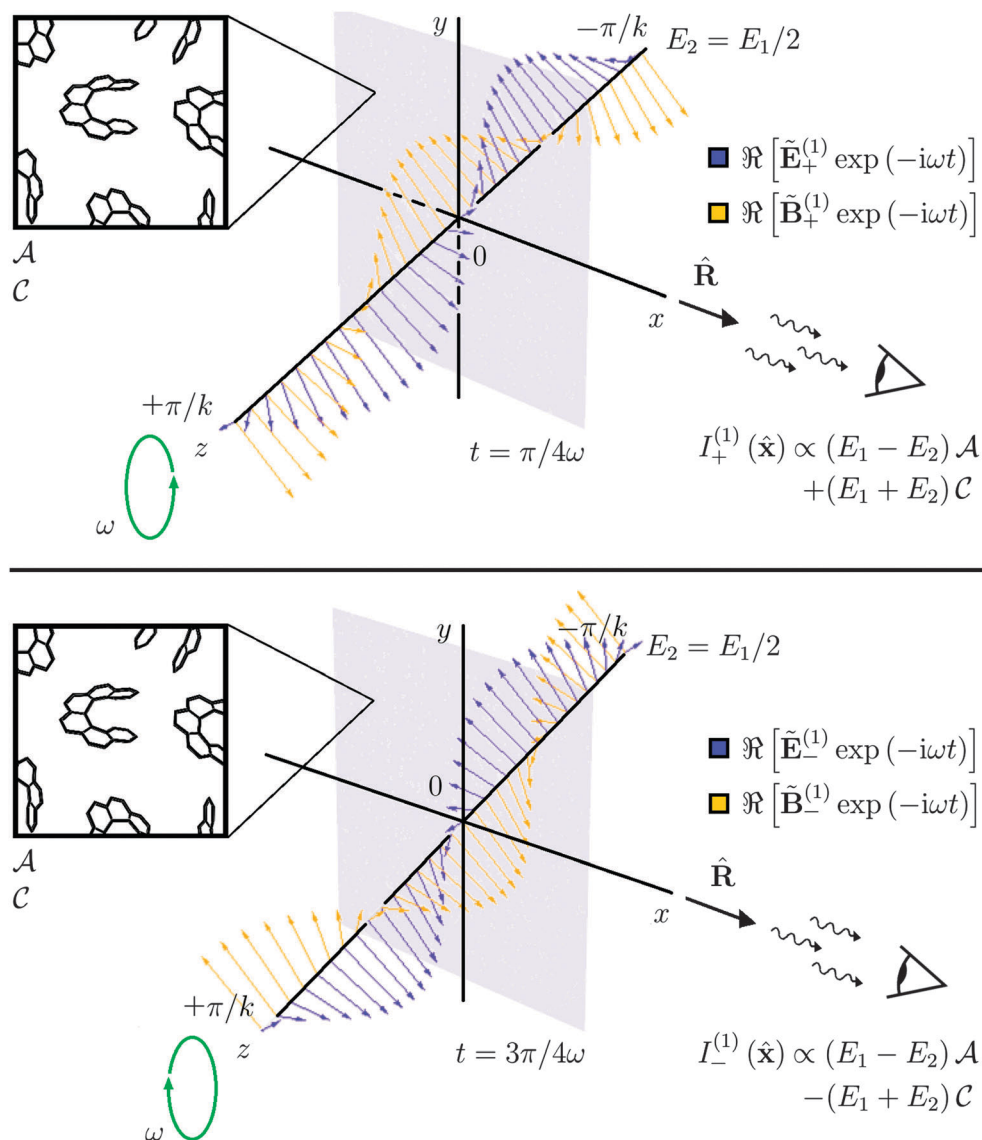 y
−π/k
E₂ = E₁/2
ℜ [Ẽ₊⁽¹⁾ exp (−iωt)]
ℜ [B̃₊⁽¹⁾ exp (−iωt)]
𝒜
𝒞
0
R̂
x
+π/k
z
ω
t = π/4ω
I₊⁽¹⁾ (x̂) ∝ (E₁ − E₂) 𝒜
+(E₁ + E₂) 𝒞
y
−π/k
E₂ = E₁/2
ℜ [Ẽ₋⁽¹⁾ exp (−iωt)]
ℜ [B̃₋⁽¹⁾ exp (−iωt)]
0
𝒜
𝒞
R̂
x
+π/k
z
ω
t = 3π/4ω
I₋⁽¹⁾ (x̂) ∝ (E₁ − E₂) 𝒜
−(E₁ + E₂) 𝒞